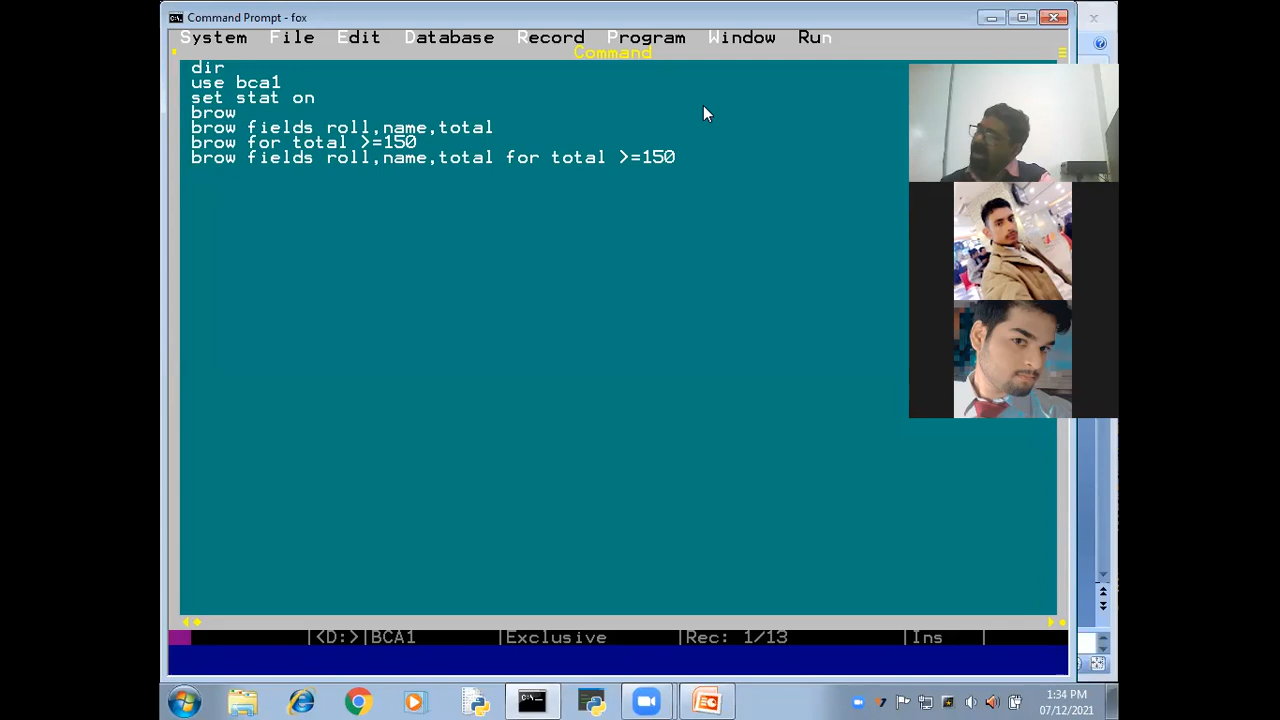 Command Prompt - fox
System File Edit Database Record Program Window Run
Command
dir
use bca1
set stat on
brow
brow fields roll,name,total
brow for total >=150
brow fields roll,name,total for total >=150
|<D:>|BCA1 |Exclusive |Rec: 1/13 |Ins |
1:34 PM
07/12/2021